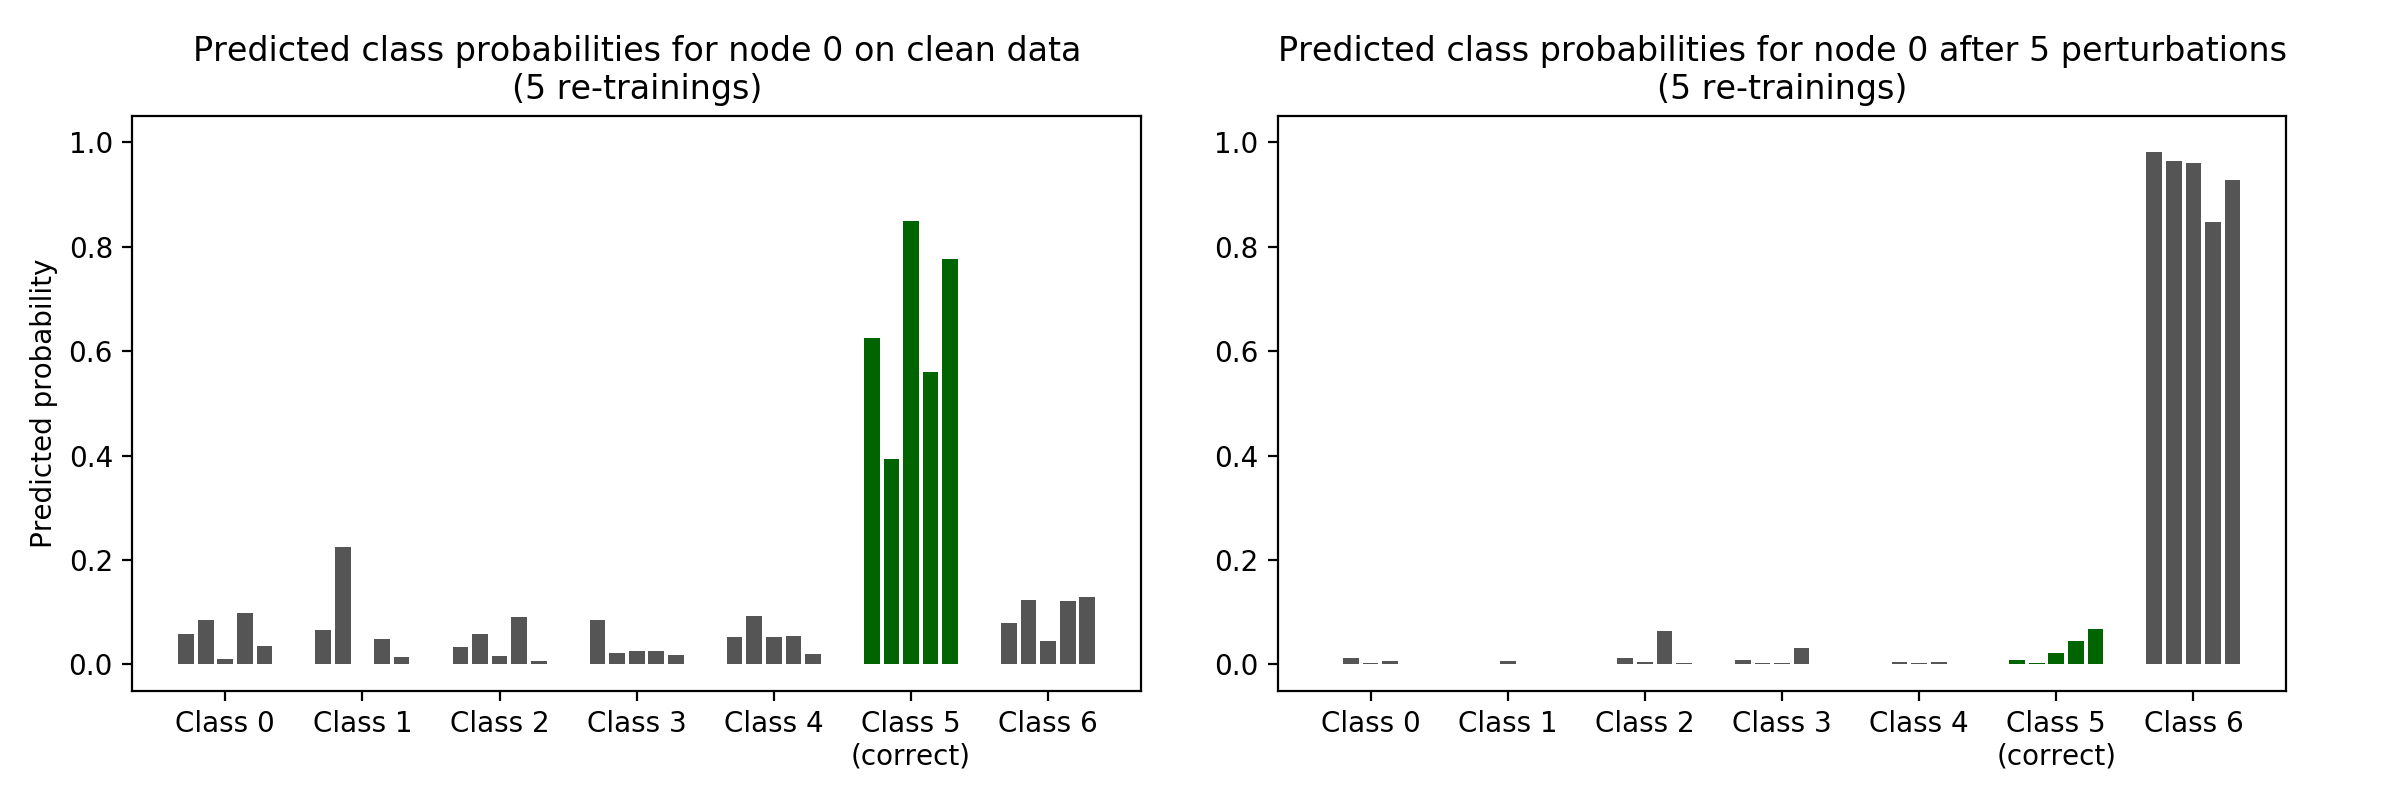 Predicted class probabilities for node 0 on clean data
(5 re-trainings)
Predicted probability
1.0
0.8
0.6
0.4
0.2
0.0
Class 0
Class 1
Class 2
Class 3
Class 4
Class 5
(correct)
Class 6
Predicted class probabilities for node 0 after 5 perturbations
(5 re-trainings)
1.0
0.8
0.6
0.4
0.2
0.0
Class 0
Class 1
Class 2
Class 3
Class 4
Class 5
(correct)
Class 6